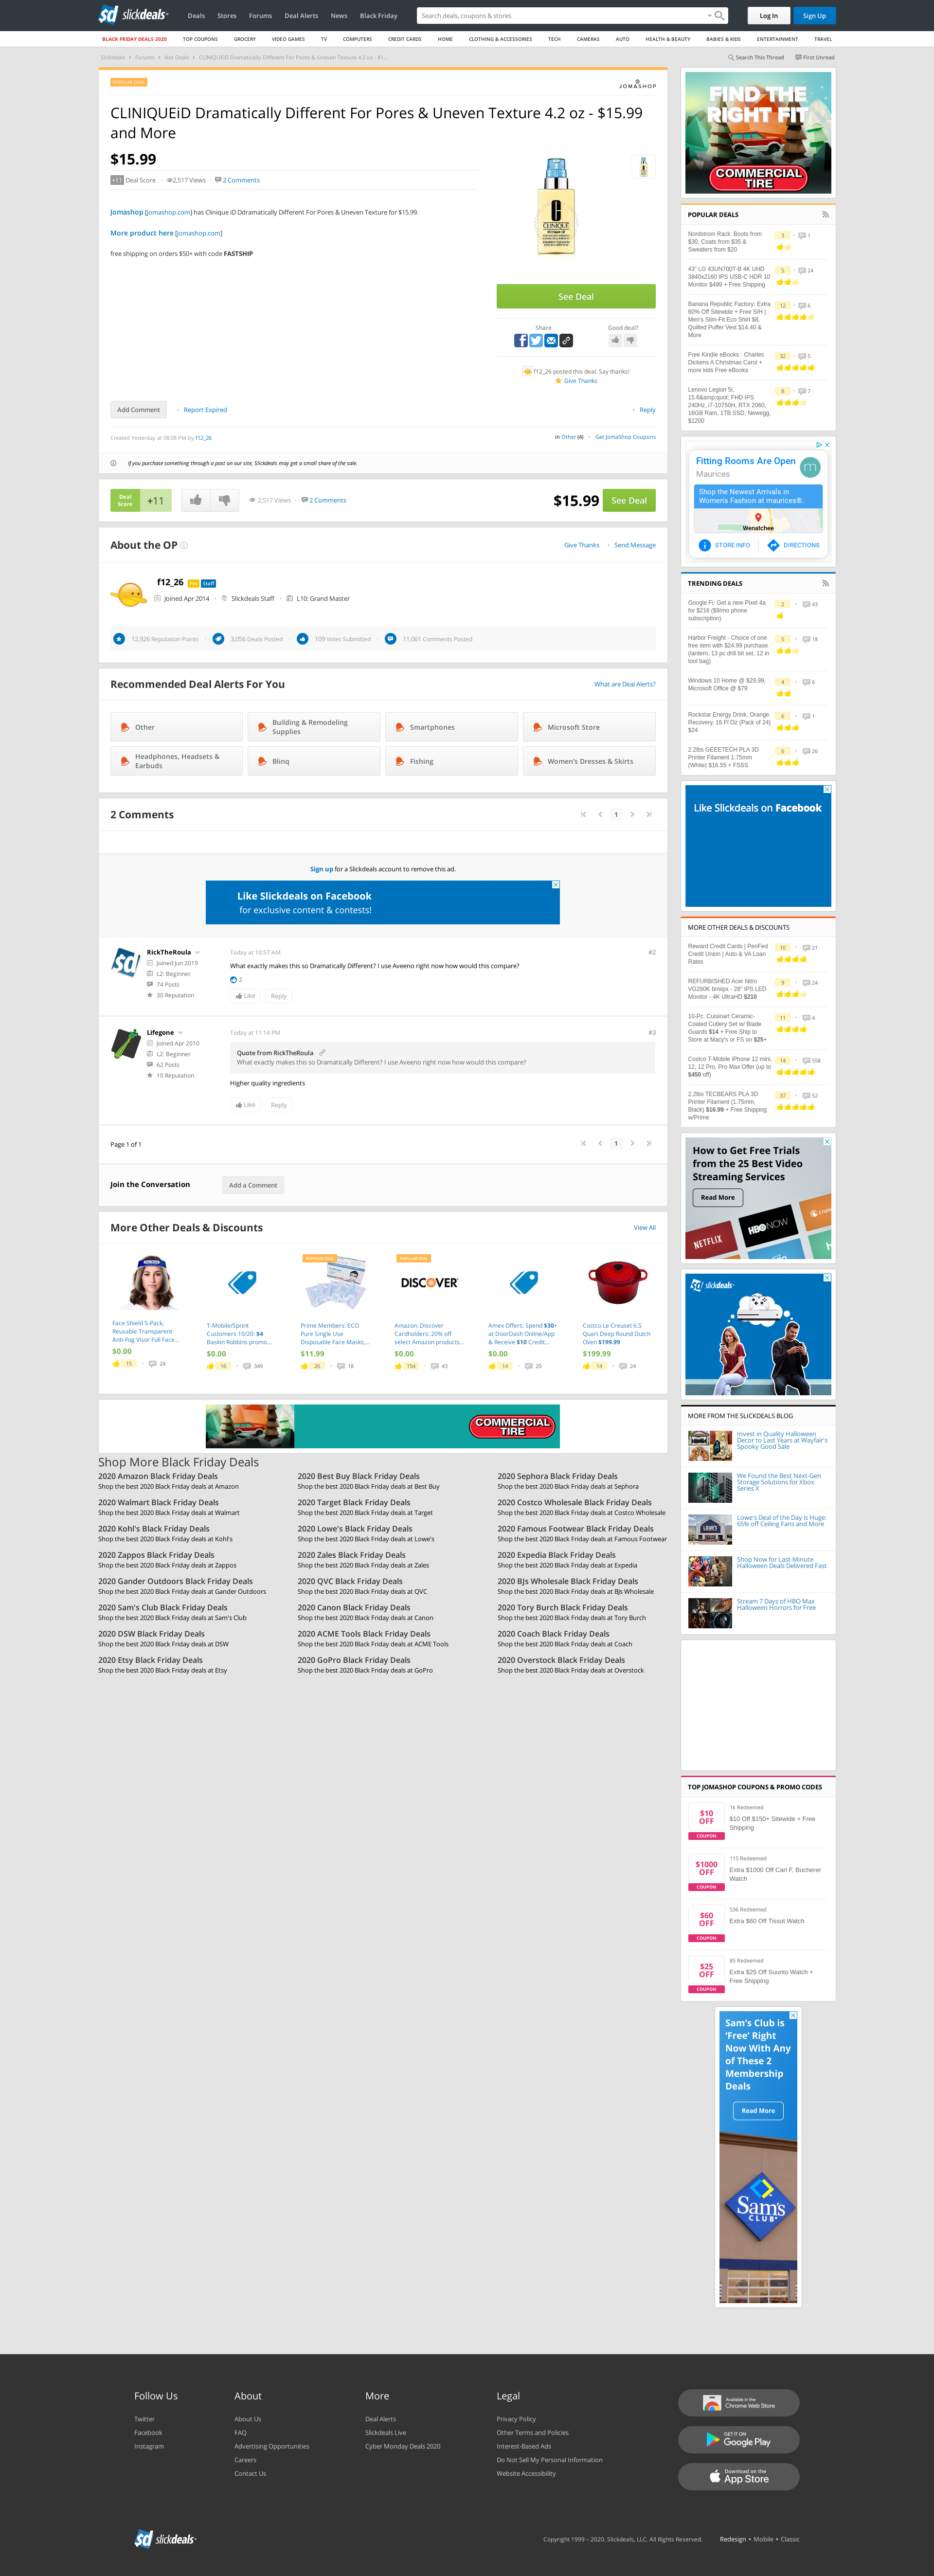 sd slickdeals
Deals
Stores
Forums
Deal Alerts
News
Black Friday
Search deals, coupons & stores
Log In
Sign Up
BLACK FRIDAY DEALS 2020
TOP COUPONS
GROCERY
VIDEO GAMES
TV
COMPUTERS
CREDIT CARDS
HOME
CLOTHING & ACCESSORIES
TECH
CAMERAS
AUTO
HEALTH & BEAUTY
BABIES & KIDS
ENTERTAINMENT
TRAVEL
Slickdeals
Forums
Hot Deals
CLINIQUEiD Dramatically Different For Pores & Uneven Texture 4.2 oz - $1...
Search This Thread
First Unread
POPULAR DEAL
JOMASHOP
CLINIQUEiD Dramatically Different For Pores & Uneven Texture 4.2 oz - $15.99
and More
$15.99
+11 Deal Score
2,517 Views
2 Comments
Jomashop [jomashop.com] has Clinique iD Ddramatically Different For Pores & Uneven Texture for $15.99.
More product here [jomashop.com]
free shipping on orders $50+ with code FASTSHIP
CLINIQUE
See Deal
Share
Good deal?
f12_26 posted this deal. Say thanks!
Give Thanks
Add Comment
Report Expired
Reply
Created Yesterday at 08:08 PM by f12_26
in Other (4)
Get JomaShop Coupons
If you purchase something through a post on our site, Slickdeals may get a small share of the sale.
Deal Score
+11
2,517 Views
2 Comments
$15.99
See Deal
About the OP
Give Thanks
Send Message
f12_26 Pro Staff
Joined Apr 2014
Slickdeals Staff
L10: Grand Master
12,926 Reputation Points
3,056 Deals Posted
109 Votes Submitted
11,061 Comments Posted
Recommended Deal Alerts For You
What are Deal Alerts?
Other
Building & Remodeling
Supplies
Smartphones
Microsoft Store
Headphones, Headsets &
Earbuds
Blinq
Fishing
Women's Dresses & Skirts
2 Comments
1
Sign up for a Slickdeals account to remove this ad.
Like Slickdeals on Facebook
for exclusive content & contests!
RickTheRoula
Joined Jun 2019
L2: Beginner
74 Posts
30 Reputation
Today at 10:57 AM
#2
What exactly makes this so Dramatically Different? I use Aveeno right now how would this compare?
2
Like
Reply
Lifegone
Joined Apr 2010
L2: Beginner
62 Posts
10 Reputation
Today at 11:14 PM
#3
Quote from RickTheRoula
What exactly makes this so Dramatically Different? I use Aveeno right now how would this compare?
Higher quality ingredients
Like
Reply
Page 1 of 1
1
Join the Conversation
Add a Comment
More Other Deals & Discounts
View All
Face Shield 5-Pack,
Reusable Transparent
Anti-Fog Visor Full Face...
$0.00
15
24
T-Mobile/Sprint
Customers 10/20: $4
Baskin Robbins promo...
$0.00
16
349
POPULAR DEAL
Prime Members: ECO
Pure Single Use
Disposable Face Masks,...
$11.99
26
18
POPULAR DEAL
DISCOVER
Amazon: Discover
Cardholders: 20% off
select Amazon products...
$0.00
154
43
Amex Offers: Spend $30+
at DoorDash Online/App
& Receive $10 Credit...
$0.00
14
20
Costco Le Creuset 6.5
Quart Deep Round Dutch
Oven $199.99
$199.99
14
24
COMMERCIAL
TIRE
Shop More Black Friday Deals
2020 Amazon Black Friday Deals
Shop the best 2020 Black Friday deals at Amazon
2020 Best Buy Black Friday Deals
Shop the best 2020 Black Friday deals at Best Buy
2020 Sephora Black Friday Deals
Shop the best 2020 Black Friday deals at Sephora
2020 Walmart Black Friday Deals
Shop the best 2020 Black Friday deals at Walmart
2020 Target Black Friday Deals
Shop the best 2020 Black Friday deals at Target
2020 Costco Wholesale Black Friday Deals
Shop the best 2020 Black Friday deals at Costco Wholesale
2020 Kohl's Black Friday Deals
Shop the best 2020 Black Friday deals at Kohl's
2020 Lowe's Black Friday Deals
Shop the best 2020 Black Friday deals at Lowe's
2020 Famous Footwear Black Friday Deals
Shop the best 2020 Black Friday deals at Famous Footwear
2020 Zappos Black Friday Deals
Shop the best 2020 Black Friday deals at Zappos
2020 Zales Black Friday Deals
Shop the best 2020 Black Friday deals at Zales
2020 Expedia Black Friday Deals
Shop the best 2020 Black Friday deals at Expedia
2020 Gander Outdoors Black Friday Deals
Shop the best 2020 Black Friday deals at Gander Outdoors
2020 QVC Black Friday Deals
Shop the best 2020 Black Friday deals at QVC
2020 BJs Wholesale Black Friday Deals
Shop the best 2020 Black Friday deals at BJs Wholesale
2020 Sam's Club Black Friday Deals
Shop the best 2020 Black Friday deals at Sam's Club
2020 Canon Black Friday Deals
Shop the best 2020 Black Friday deals at Canon
2020 Tory Burch Black Friday Deals
Shop the best 2020 Black Friday deals at Tory Burch
2020 DSW Black Friday Deals
Shop the best 2020 Black Friday deals at DSW
2020 ACME Tools Black Friday Deals
Shop the best 2020 Black Friday deals at ACME Tools
2020 Coach Black Friday Deals
Shop the best 2020 Black Friday deals at Coach
2020 Etsy Black Friday Deals
Shop the best 2020 Black Friday deals at Etsy
2020 GoPro Black Friday Deals
Shop the best 2020 Black Friday deals at GoPro
2020 Overstock Black Friday Deals
Shop the best 2020 Black Friday deals at Overstock
FIND THE
RIGHT FIT
COMMERCIAL
TIRE
POPULAR DEALS
Nordstrom Rack: Boots from
$30, Coats from $35 &
Sweaters from $20
3
1
43" LG 43UN700T-B 4K UHD
3840x2160 IPS USB-C HDR 10
Monitor $499 + Free Shipping
5
24
Banana Republic Factory: Extra
60% Off Sitewide + Free S/H |
Men's Slim-Fit Eco Shirt $8,
Quilted Puffer Vest $14.40 &
More
12
6
Free Kindle eBooks : Charles
Dickens A Christmas Carol +
more Kids Free eBooks
32
5
Lenovo Legion 5i,
15.6&amp;quot; FHD IPS
240Hz, i7-10750H, RTX 2060,
16GB Ram, 1TB SSD, Newegg,
$1200
8
7
Fitting Rooms Are Open
Maurices
m
Shop the Newest Arrivals in
Women's Fashion at maurices®.
Wenatchee
STORE INFO
DIRECTIONS
TRENDING DEALS
Google Fi: Get a new Pixel 4a
for $216 ($9/mo phone
subscription)
2
43
Harbor Freight - Choice of one
free item with $24.99 purchase
(lantern, 13 pc drill bit set, 12 in
tool bag)
5
18
Windows 10 Home @ $29.99,
Microsoft Office @ $79
4
6
Rockstar Energy Drink, Orange
Recovery, 16 Fl Oz (Pack of 24)
$24
6
1
2.2lbs GEEETECH PLA 3D
Printer Filament 1.75mm
(White) $16.55 + FSSS
6
26
Like Slickdeals on Facebook
MORE OTHER DEALS & DISCOUNTS
Reward Credit Cards | PenFed
Credit Union | Auto & VA Loan
Rates
10
21
REFURBISHED Acer Nitro
VG280K bmiipx - 28" IPS LED
Monitor - 4K UltraHD $210
9
24
10-Pc. Cuisinart Ceramic-
Coated Cutlery Set w/ Blade
Guards $14 + Free Ship to
Store at Macy's or FS on $25+
11
4
Costco T-Mobile iPhone 12 mini,
12, 12 Pro, Pro Max Offer (up to
$450 off)
14
558
2.2lbs TECBEARS PLA 3D
Printer Filament (1.75mm,
Black) $16.99 + Free Shipping
w/Prime
37
52
How to Get Free Trials
from the 25 Best Video
Streaming Services
Read More
NETFLIX
HBO NOW
sd slickdeals
MORE FROM THE SLICKDEALS BLOG
Invest in Quality Halloween
Decor to Last Years at Wayfair's
Spooky Good Sale
We Found the Best Next-Gen
Storage Solutions for Xbox
Series X
LOWE'S
Lowe's Deal of the Day is Huge:
65% off Ceiling Fans and More
Shop Now for Last-Minute
Halloween Deals Delivered Fast
Stream 7 Days of HBO Max
Halloween Horrors for Free
TOP JOMASHOP COUPONS & PROMO CODES
$10
OFF
COUPON
1k Redeemed
$10 Off $150+ Sitewide + Free
Shipping
$1000
OFF
COUPON
115 Redeemed
Extra $1000 Off Carl F. Bucherer
Watch
$60
OFF
COUPON
536 Redeemed
Extra $60 Off Tissot Watch
$25
OFF
COUPON
85 Redeemed
Extra $25 Off Suunto Watch +
Free Shipping
Sam's Club is
'Free' Right
Now With Any
of These 2
Membership
Deals
Read More
Sam's
CLUB
Follow Us
Twitter
Facebook
Instagram
About
About Us
FAQ
Advertising Opportunities
Careers
Contact Us
More
Deal Alerts
Slickdeals Live
Cyber Monday Deals 2020
Legal
Privacy Policy
Other Terms and Policies
Interest-Based Ads
Do Not Sell My Personal Information
Website Accessibility
Available in the
Chrome Web Store
GET IT ON
Google Play
Download on the
App Store
sd slickdeals
Copyright 1999 - 2020. Slickdeals, LLC. All Rights Reserved.
Redesign • Mobile • Classic